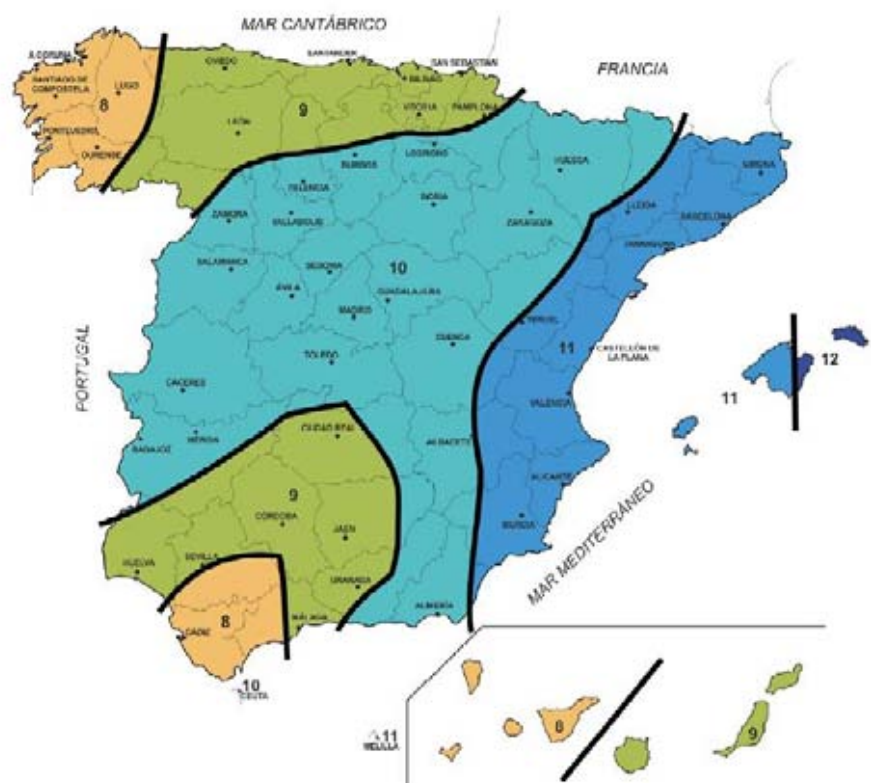 MAR CANTÁBRICO
FRANCIA
PORTUGAL
MAR MEDITERRÁNEO
A CORUÑA
SANTIAGO DE
COMPOSTELA
LUGO
8
PONTEVEDRA
OURENSE
OVIEDO
SANTANDER
SAN SEBASTIÁN
BILBAO
VITORIA
PAMPLONA
LEÓN
9
BURGOS
LOGROÑO
HUESCA
PALENCIA
SORIA
ZAMORA
VALLADOLID
ZARAGOZA
LLEIDA
GIRONA
BARCELONA
TARRAGONA
SALAMANCA
SEGOVIA
10
ÁVILA
GUADALAJARA
MADRID
TERUEL
CUENCA
11
CASTELLÓN DE
LA PLANA
TOLEDO
CÁCERES
VALENCIA
11
12
BADAJOZ
MÉRIDA
CIUDAD REAL
ALBACETE
ALICANTE
9
CÓRDOBA
JAÉN
MURCIA
HUELVA
SEVILLA
GRANADA
MÁLAGA
ALMERÍA
CÁDIZ
8
10
CEUTA
11
MELILLA
8
9